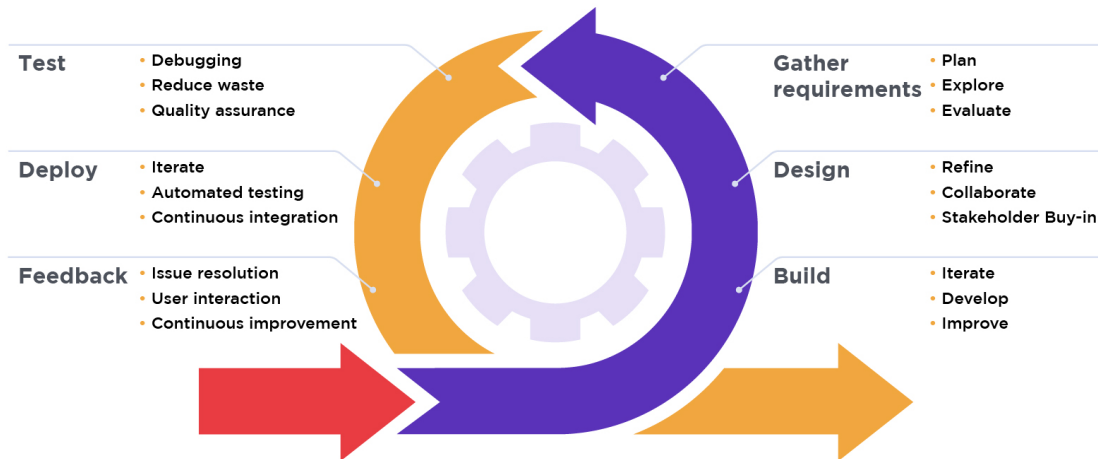 Test
• Debugging
• Reduce waste
• Quality assurance
Deploy
• Iterate
• Automated testing
• Continuous integration
Feedback
• Issue resolution
• User interaction
• Continuous improvement
Gather
requirements
• Plan
• Explore
• Evaluate
Design
• Refine
• Collaborate
• Stakeholder Buy-in
Build
• Iterate
• Develop
• Improve